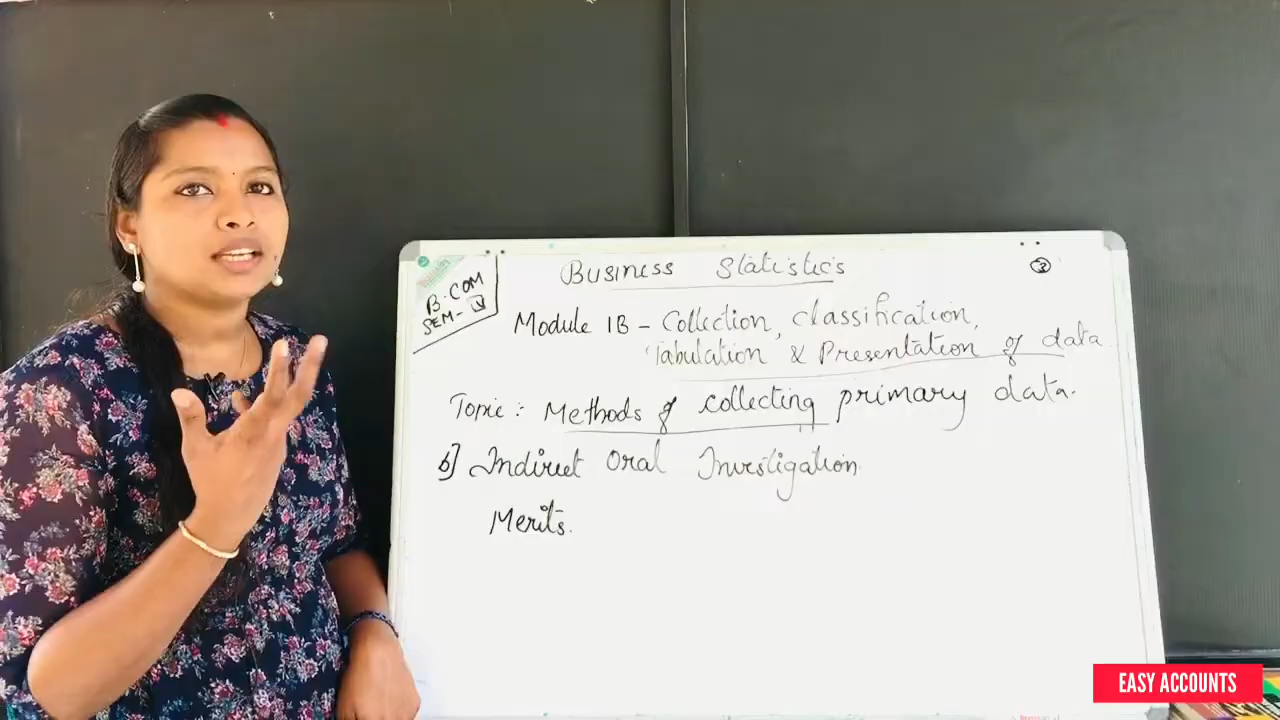 B.COM
SEM-
Business Statistics
Module 1B - Collection, Classification,
Tabulation & Presentation of data
Topic: Methods of collecting primary data.
b] Indirect Oral Investigation
Merits.
EASY ACCOUNTS